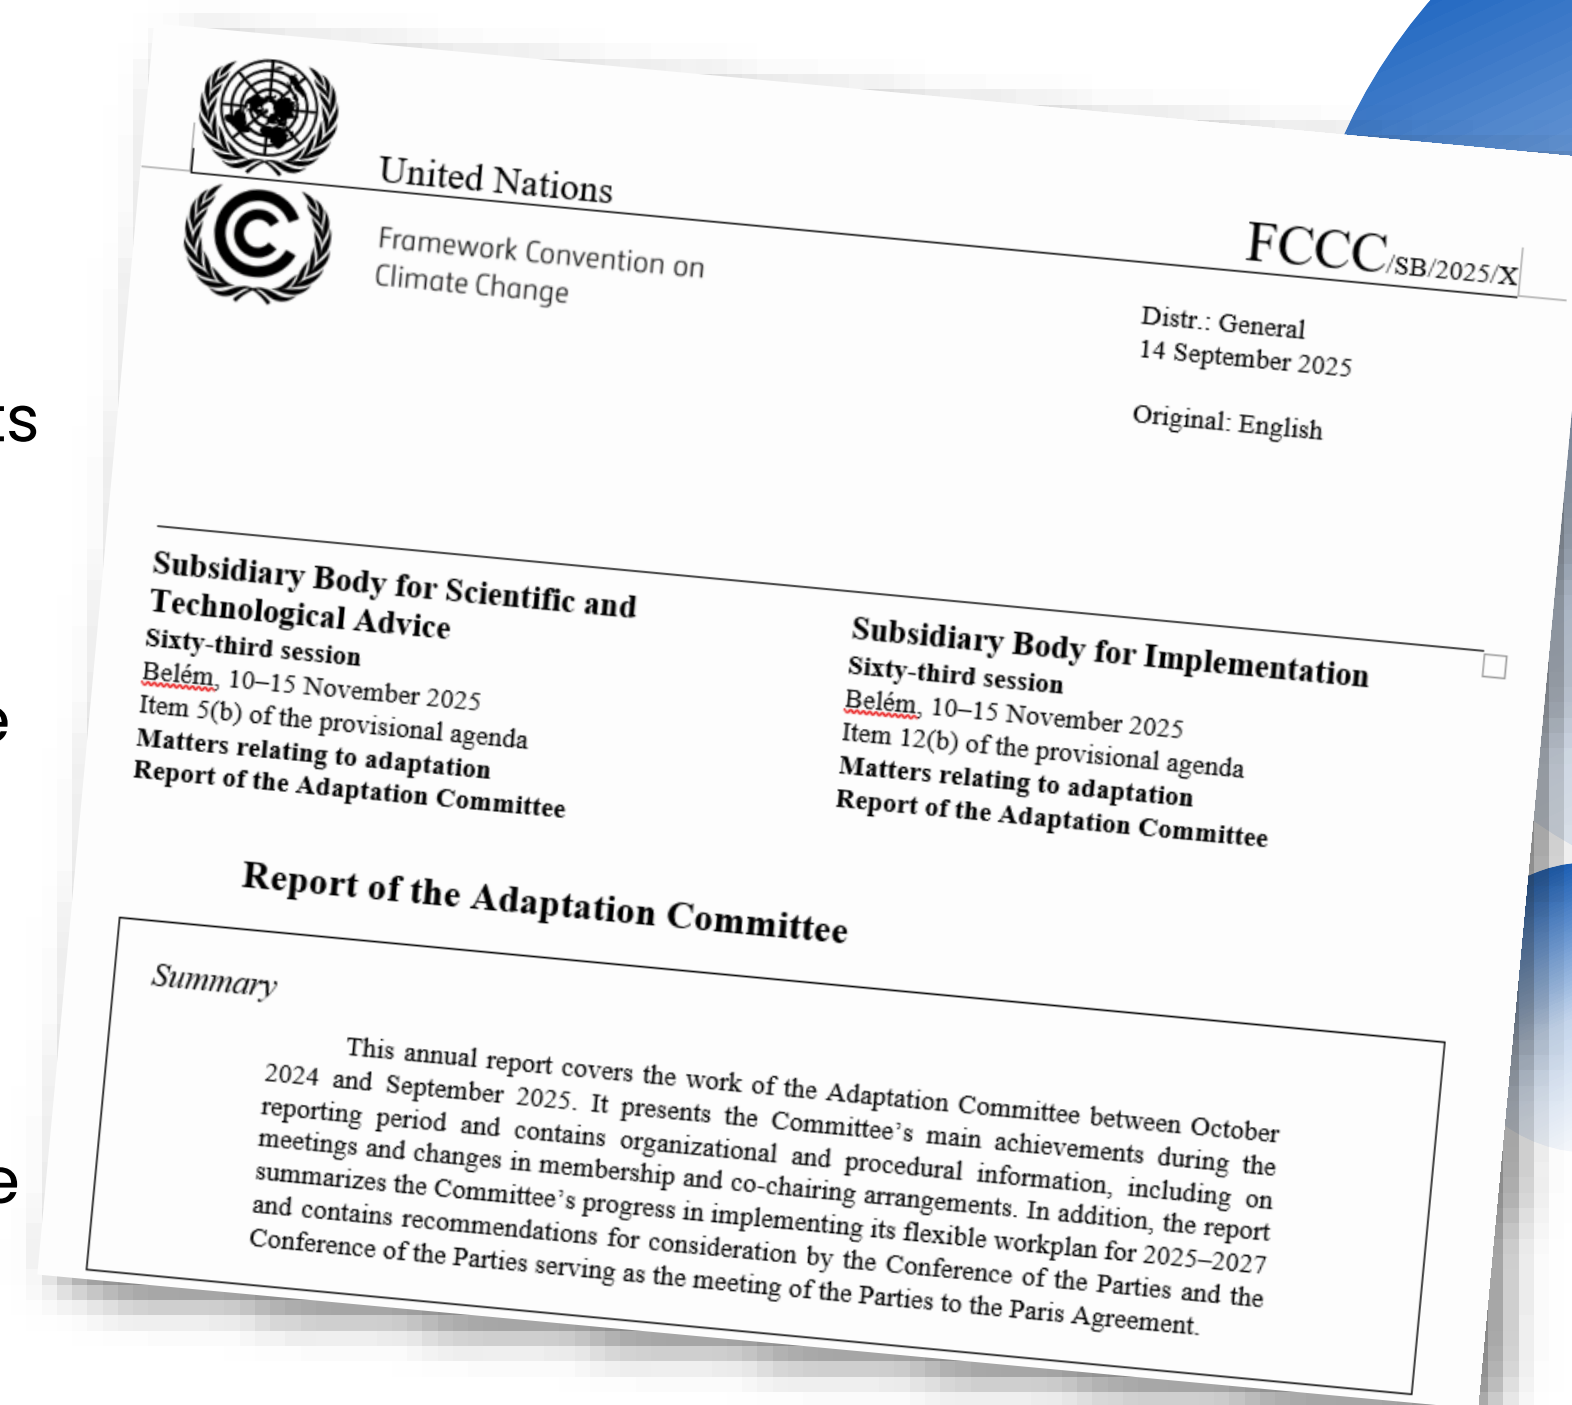 United Nations
FCCC/SB/2025/X
Framework Convention on
Climate Change
Distr.: General
14 September 2025
Original: English
Subsidiary Body for Scientific and
Technological Advice
Sixty-third session
Belém, 10–15 November 2025
Item 5(b) of the provisional agenda
Matters relating to adaptation
Report of the Adaptation Committee
Subsidiary Body for Implementation
Sixty-third session
Belém, 10–15 November 2025
Item 12(b) of the provisional agenda
Matters relating to adaptation
Report of the Adaptation Committee
Report of the Adaptation Committee
Summary
This annual report covers the work of the Adaptation Committee between October
2024 and September 2025. It presents the Committee’s main achievements during the
reporting period and contains organizational and procedural information, including on
meetings and changes in membership and co-chairing arrangements. In addition, the report
summarizes the Committee’s progress in implementing its flexible workplan for 2025–2027
and contains recommendations for consideration by the Conference of the Parties and the
Conference of the Parties serving as the meeting of the Parties to the Paris Agreement.